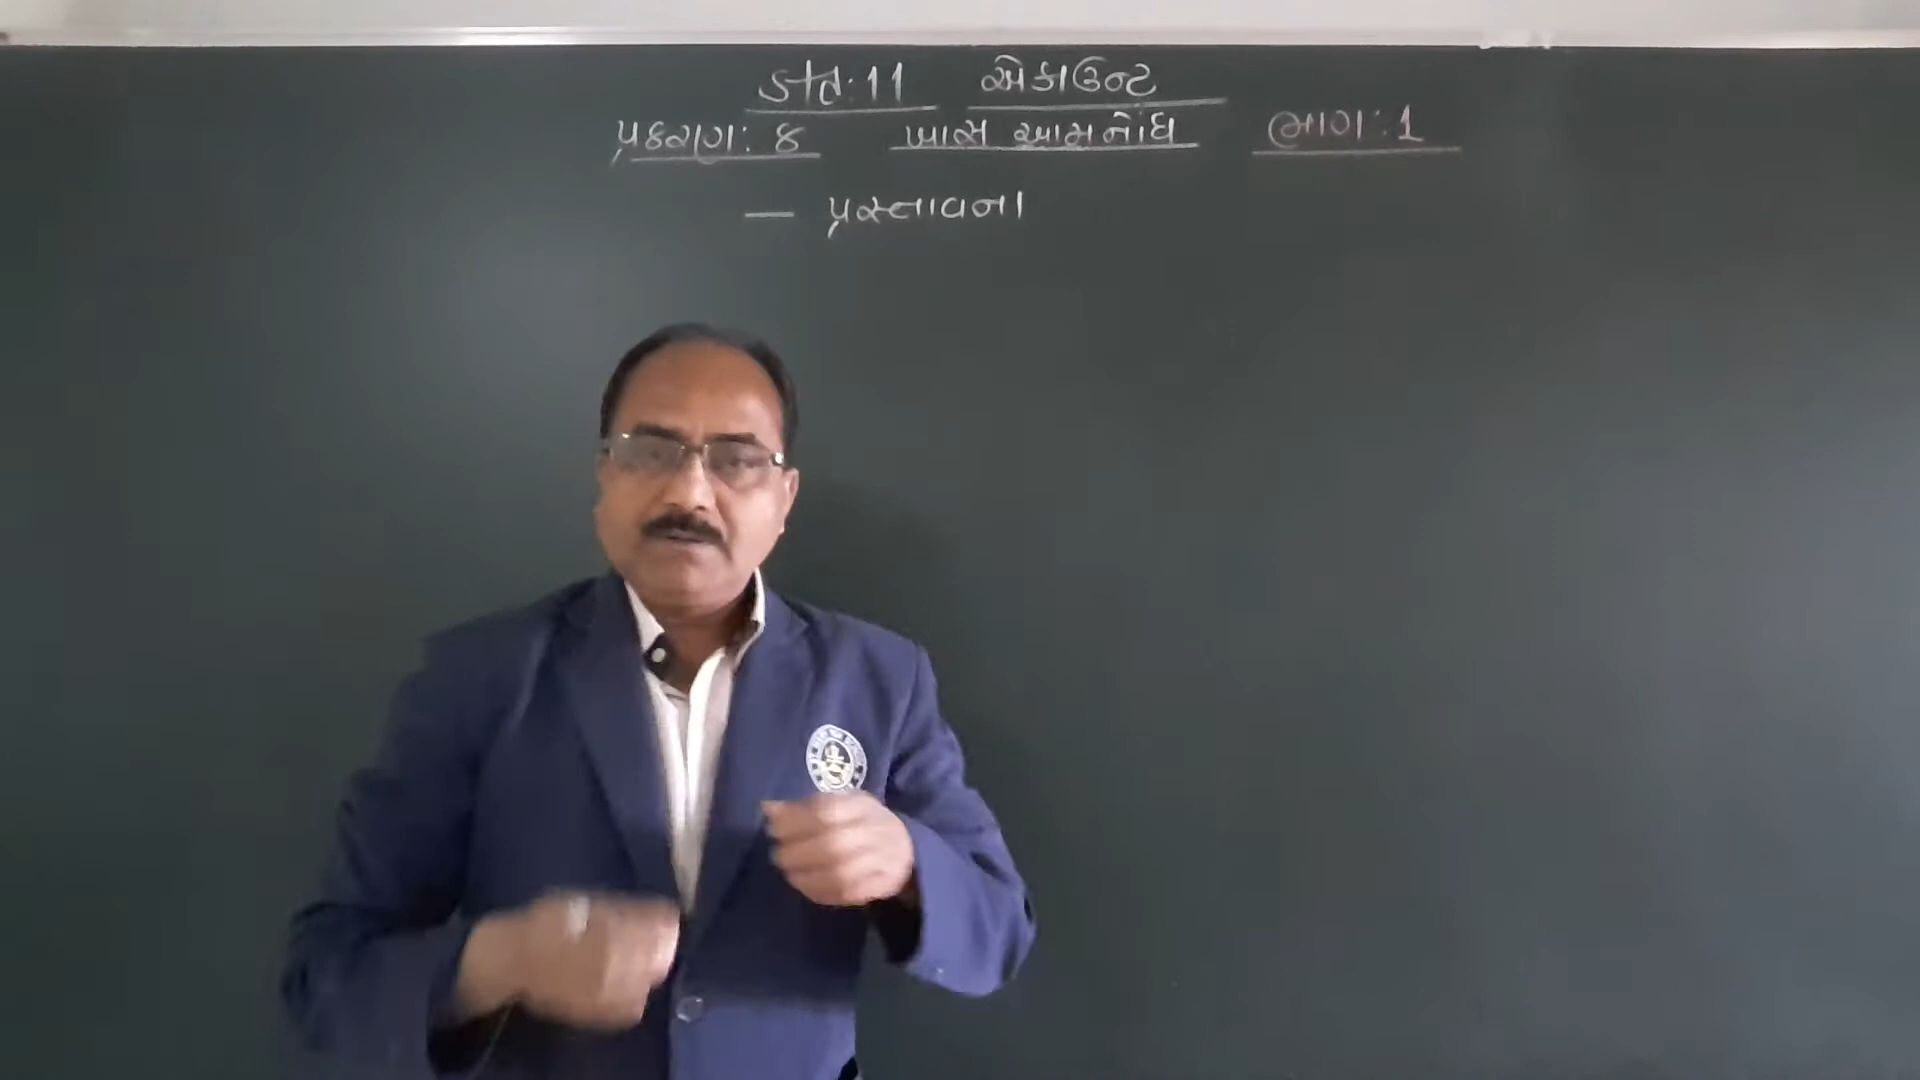 ધોરણ:11 એકાઉન્ટ
પ્રકરણ: 8 ખાસ આમનોંધ ભાગ:1
— પ્રસ્તાવના